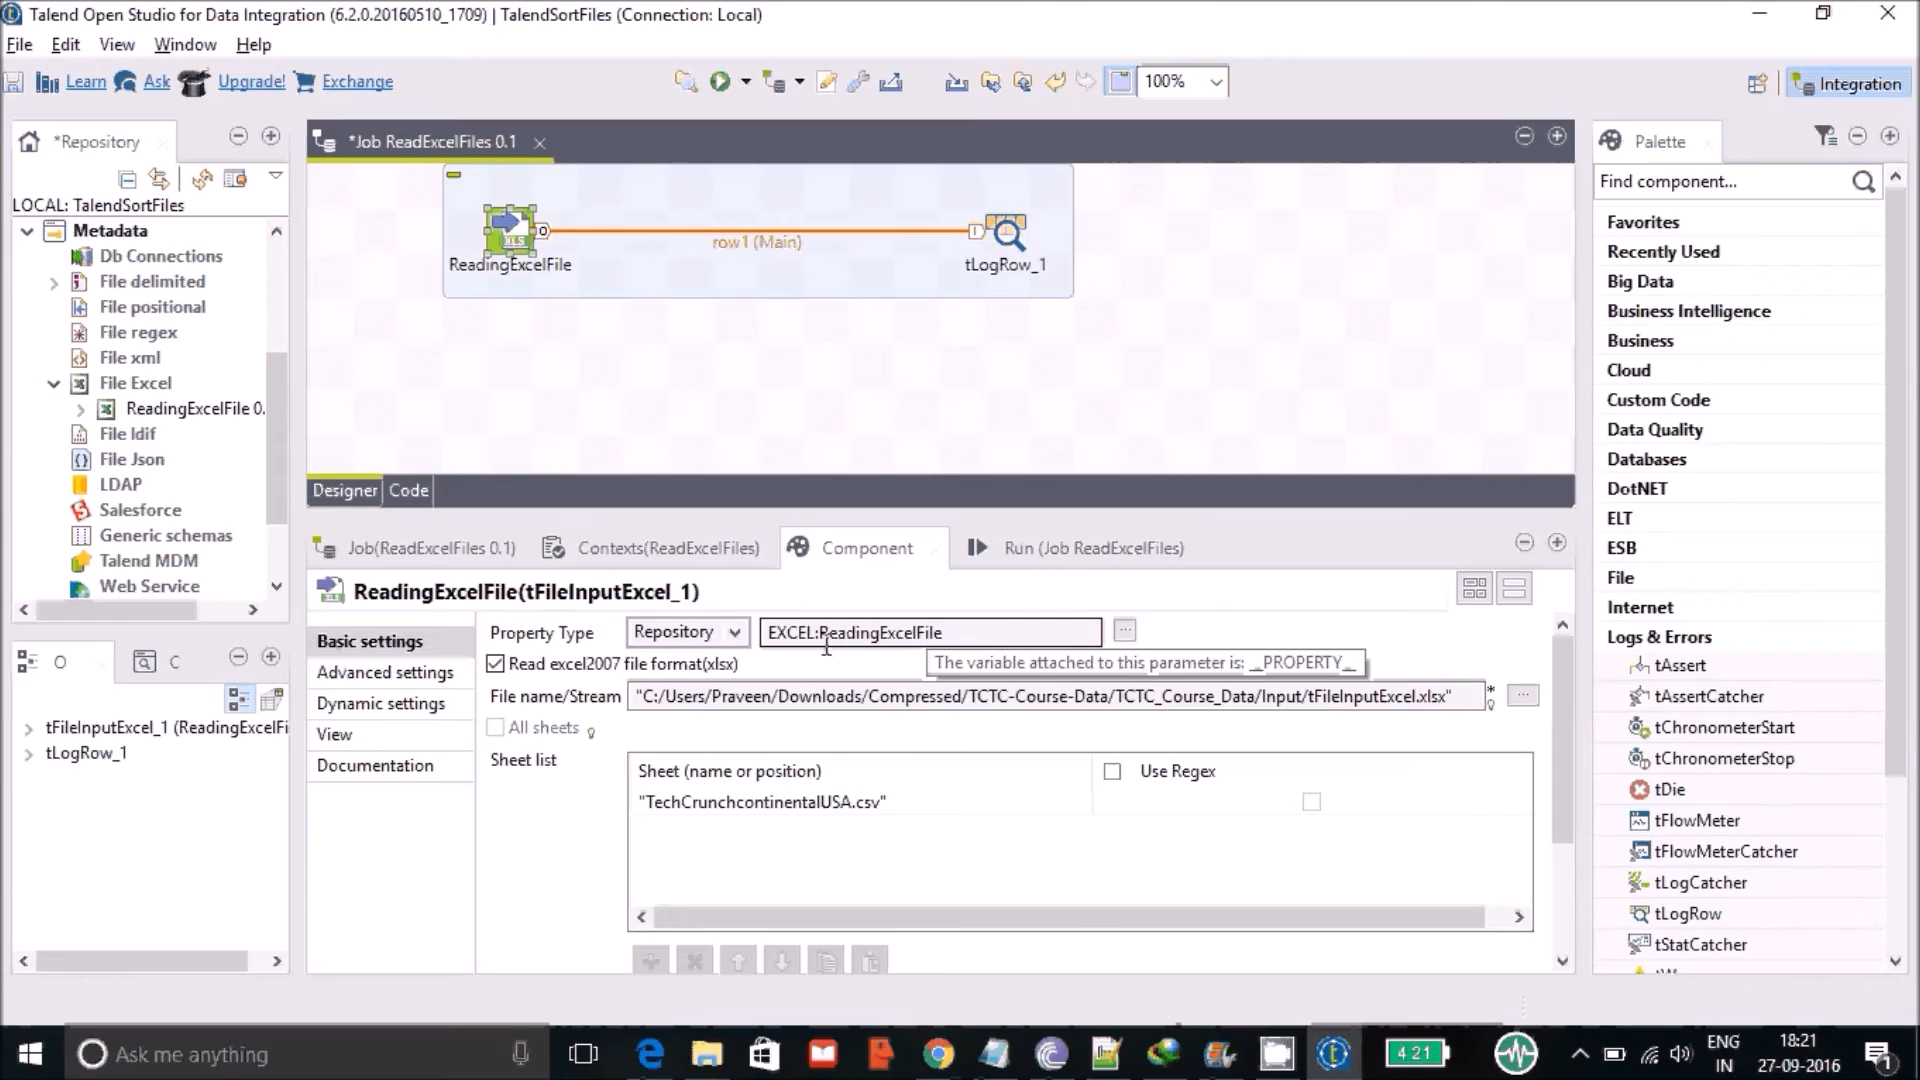 Talend Open Studio for Data Integration (6.2.0.20160510_1709) | TalendSortFiles (Connection: Local)
File Edit View Window Help
Learn Ask Upgrade! Exchange
100%
Integration
*Repository
LOCAL: TalendSortFiles
Metadata
Db Connections
File delimited
File positional
File regex
File xml
File Excel
ReadingExcelFile 0.
File ldif
File Json
LDAP
Salesforce
Generic schemas
Talend MDM
Web Service
O
C
tFileInputExcel_1 (ReadingExcelFi
tLogRow_1
*Job ReadExcelFiles 0.1
XLS
O
row1 (Main)
I
ReadingExcelFile
tLogRow_1
Designer Code
Job(ReadExcelFiles 0.1)
Contexts(ReadExcelFiles)
Component
Run (Job ReadExcelFiles)
ReadingExcelFile(tFileInputExcel_1)
Basic settings
Advanced settings
Dynamic settings
View
Documentation
Property Type Repository EXCEL:ReadingExcelFile ...
Read excel2007 file format(xlsx)
The variable attached to this parameter is: __PROPERTY__
File name/Stream "C:/Users/Praveen/Downloads/Compressed/TCTC-Course-Data/TCTC_Course_Data/Input/tFileInputExcel.xlsx" * ...
All sheets
Sheet list
Sheet (name or position) Use Regex
"TechCrunchcontinentalUSA.csv"
Palette
Find component...
Favorites
Recently Used
Big Data
Business Intelligence
Business
Cloud
Custom Code
Data Quality
Databases
DotNET
ELT
ESB
File
Internet
Logs & Errors
tAssert
tAssertCatcher
tChronometerStart
tChronometerStop
tDie
tFlowMeter
tFlowMeterCatcher
tLogCatcher
tLogRow
tStatCatcher
Ask me anything
4:21
ENG
IN
18:21
27-09-2016
1